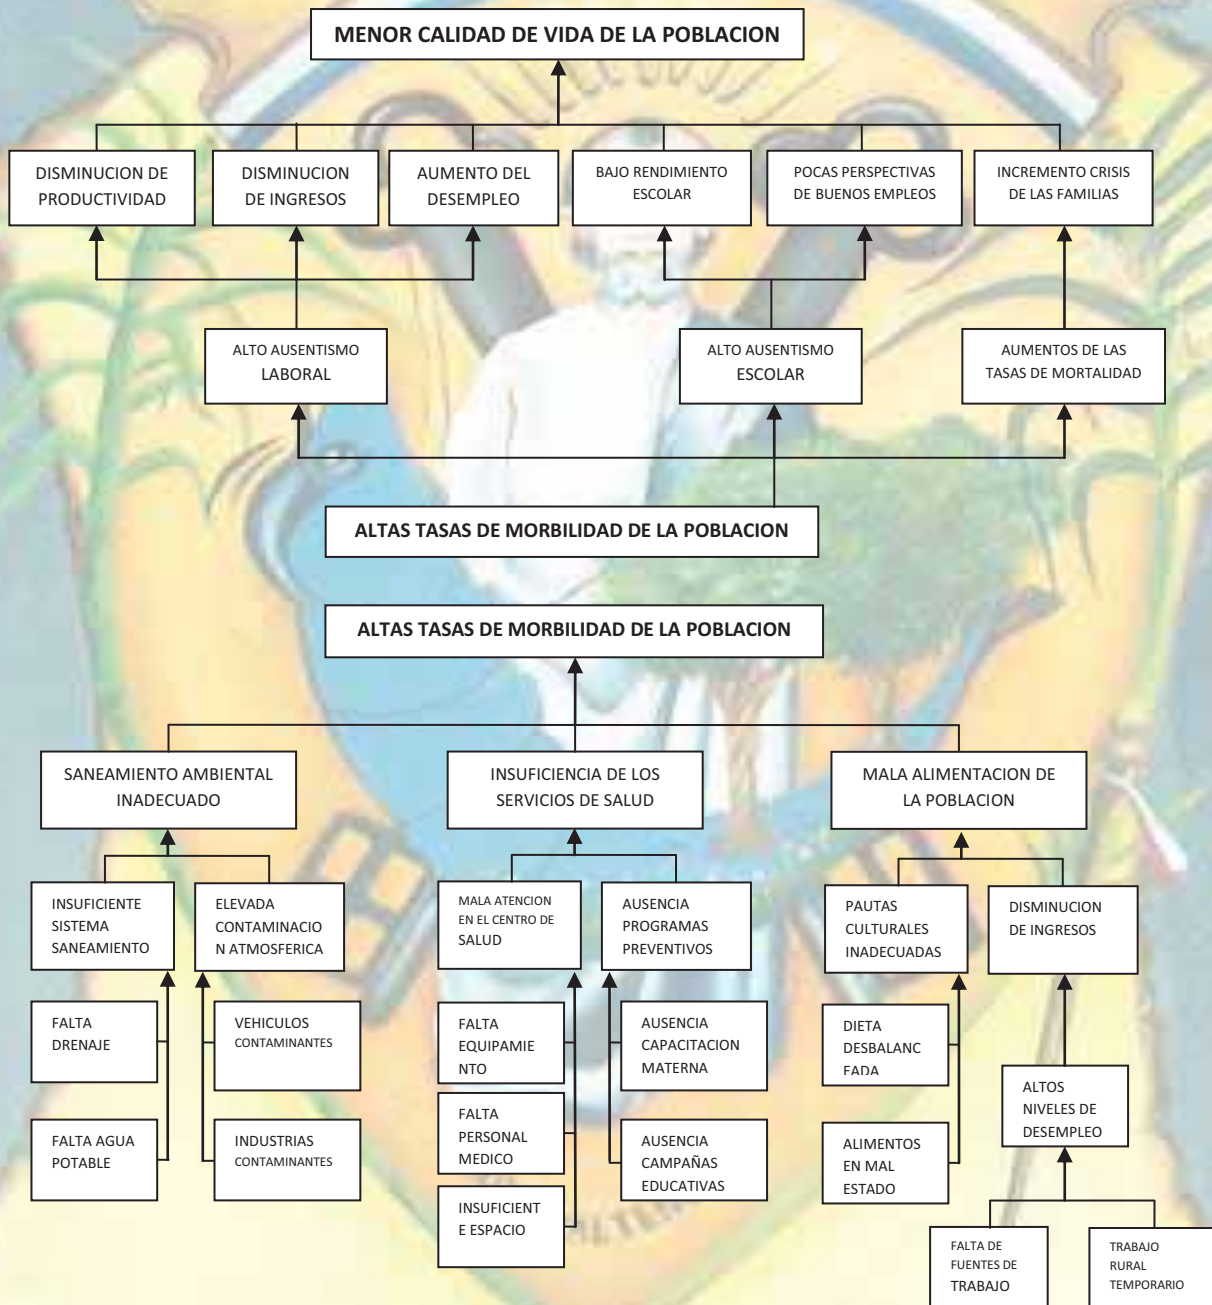 MENOR CALIDAD DE VIDA DE LA POBLACION
DISMINUCION DE
PRODUCTIVIDAD
DISMINUCION
DE INGRESOS
AUMENTO DEL
DESEMPLEO
BAJO RENDIMIENTO
ESCOLAR
POCAS PERSPECTIVAS
DE BUENOS EMPLEOS
INCREMENTO CRISIS
DE LAS FAMILIAS
ALTO AUSENTISMO
LABORAL
ALTO AUSENTISMO
ESCOLAR
AUMENTOS DE LAS
TASAS DE MORTALIDAD
ALTAS TASAS DE MORBILIDAD DE LA POBLACION
ALTAS TASAS DE MORBILIDAD DE LA POBLACION
SANEAMIENTO AMBIENTAL
INADECUADO
INSUFICIENCIA DE LOS
SERVICIOS DE SALUD
MALA ALIMENTACION DE
LA POBLACION
INSUFICIENTE
SISTEMA
SANEAMIENTO
ELEVADA
CONTAMINACIO
N ATMOSFERICA
MALA ATENCION
EN EL CENTRO DE
SALUD
AUSENCIA
PROGRAMAS
PREVENTIVOS
PAUTAS
CULTURALES
INADECUADAS
DISMINUCION
DE INGRESOS
FALTA
DRENAJE
VEHICULOS
CONTAMINANTES
FALTA
EQUIPAMIE
NTO
AUSENCIA
CAPACITACION
MATERNA
DIETA
DESBALANC
EADA
ALTOS
NIVELES DE
DESEMPLEO
FALTA AGUA
POTABLE
INDUSTRIAS
CONTAMINANTES
FALTA
PERSONAL
MEDICO
AUSENCIA
CAMPAÑAS
EDUCATIVAS
ALIMENTOS
EN MAL
ESTADO
INSUFICIENT
E ESPACIO
FALTA DE
FUENTES DE
TRABAJO
TRABAJO
RURAL
TEMPORARIO